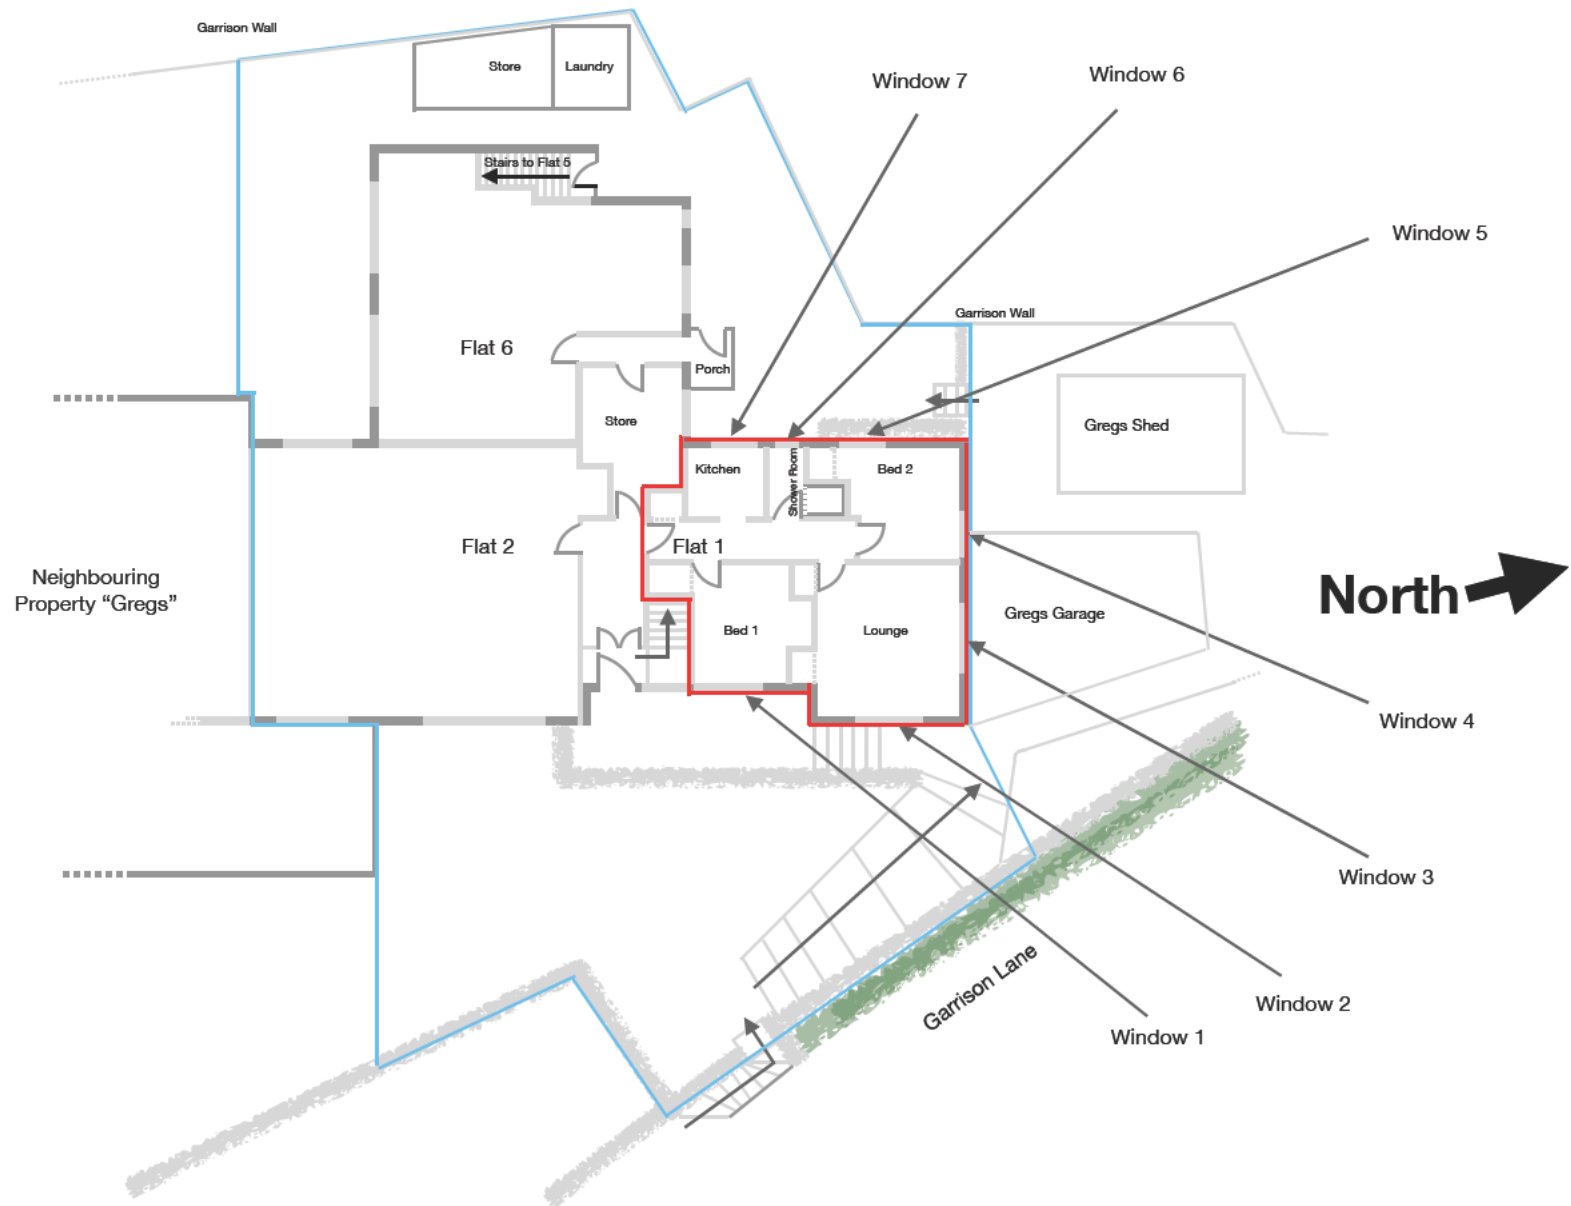 Garrison Wall
Store
Laundry
Window 7
Window 6
Stairs to Flat 5
Window 5
Garrison Wall
Flat 6
Porch
Store
Gregs Shed
Kitchen
Shower Room
Bed 2
Flat 2
Flat 1
Neighbouring
Property “Gregs”
North
Gregs Garage
Bed 1
Lounge
Window 4
Window 3
Garrison Lane
Window 2
Window 1